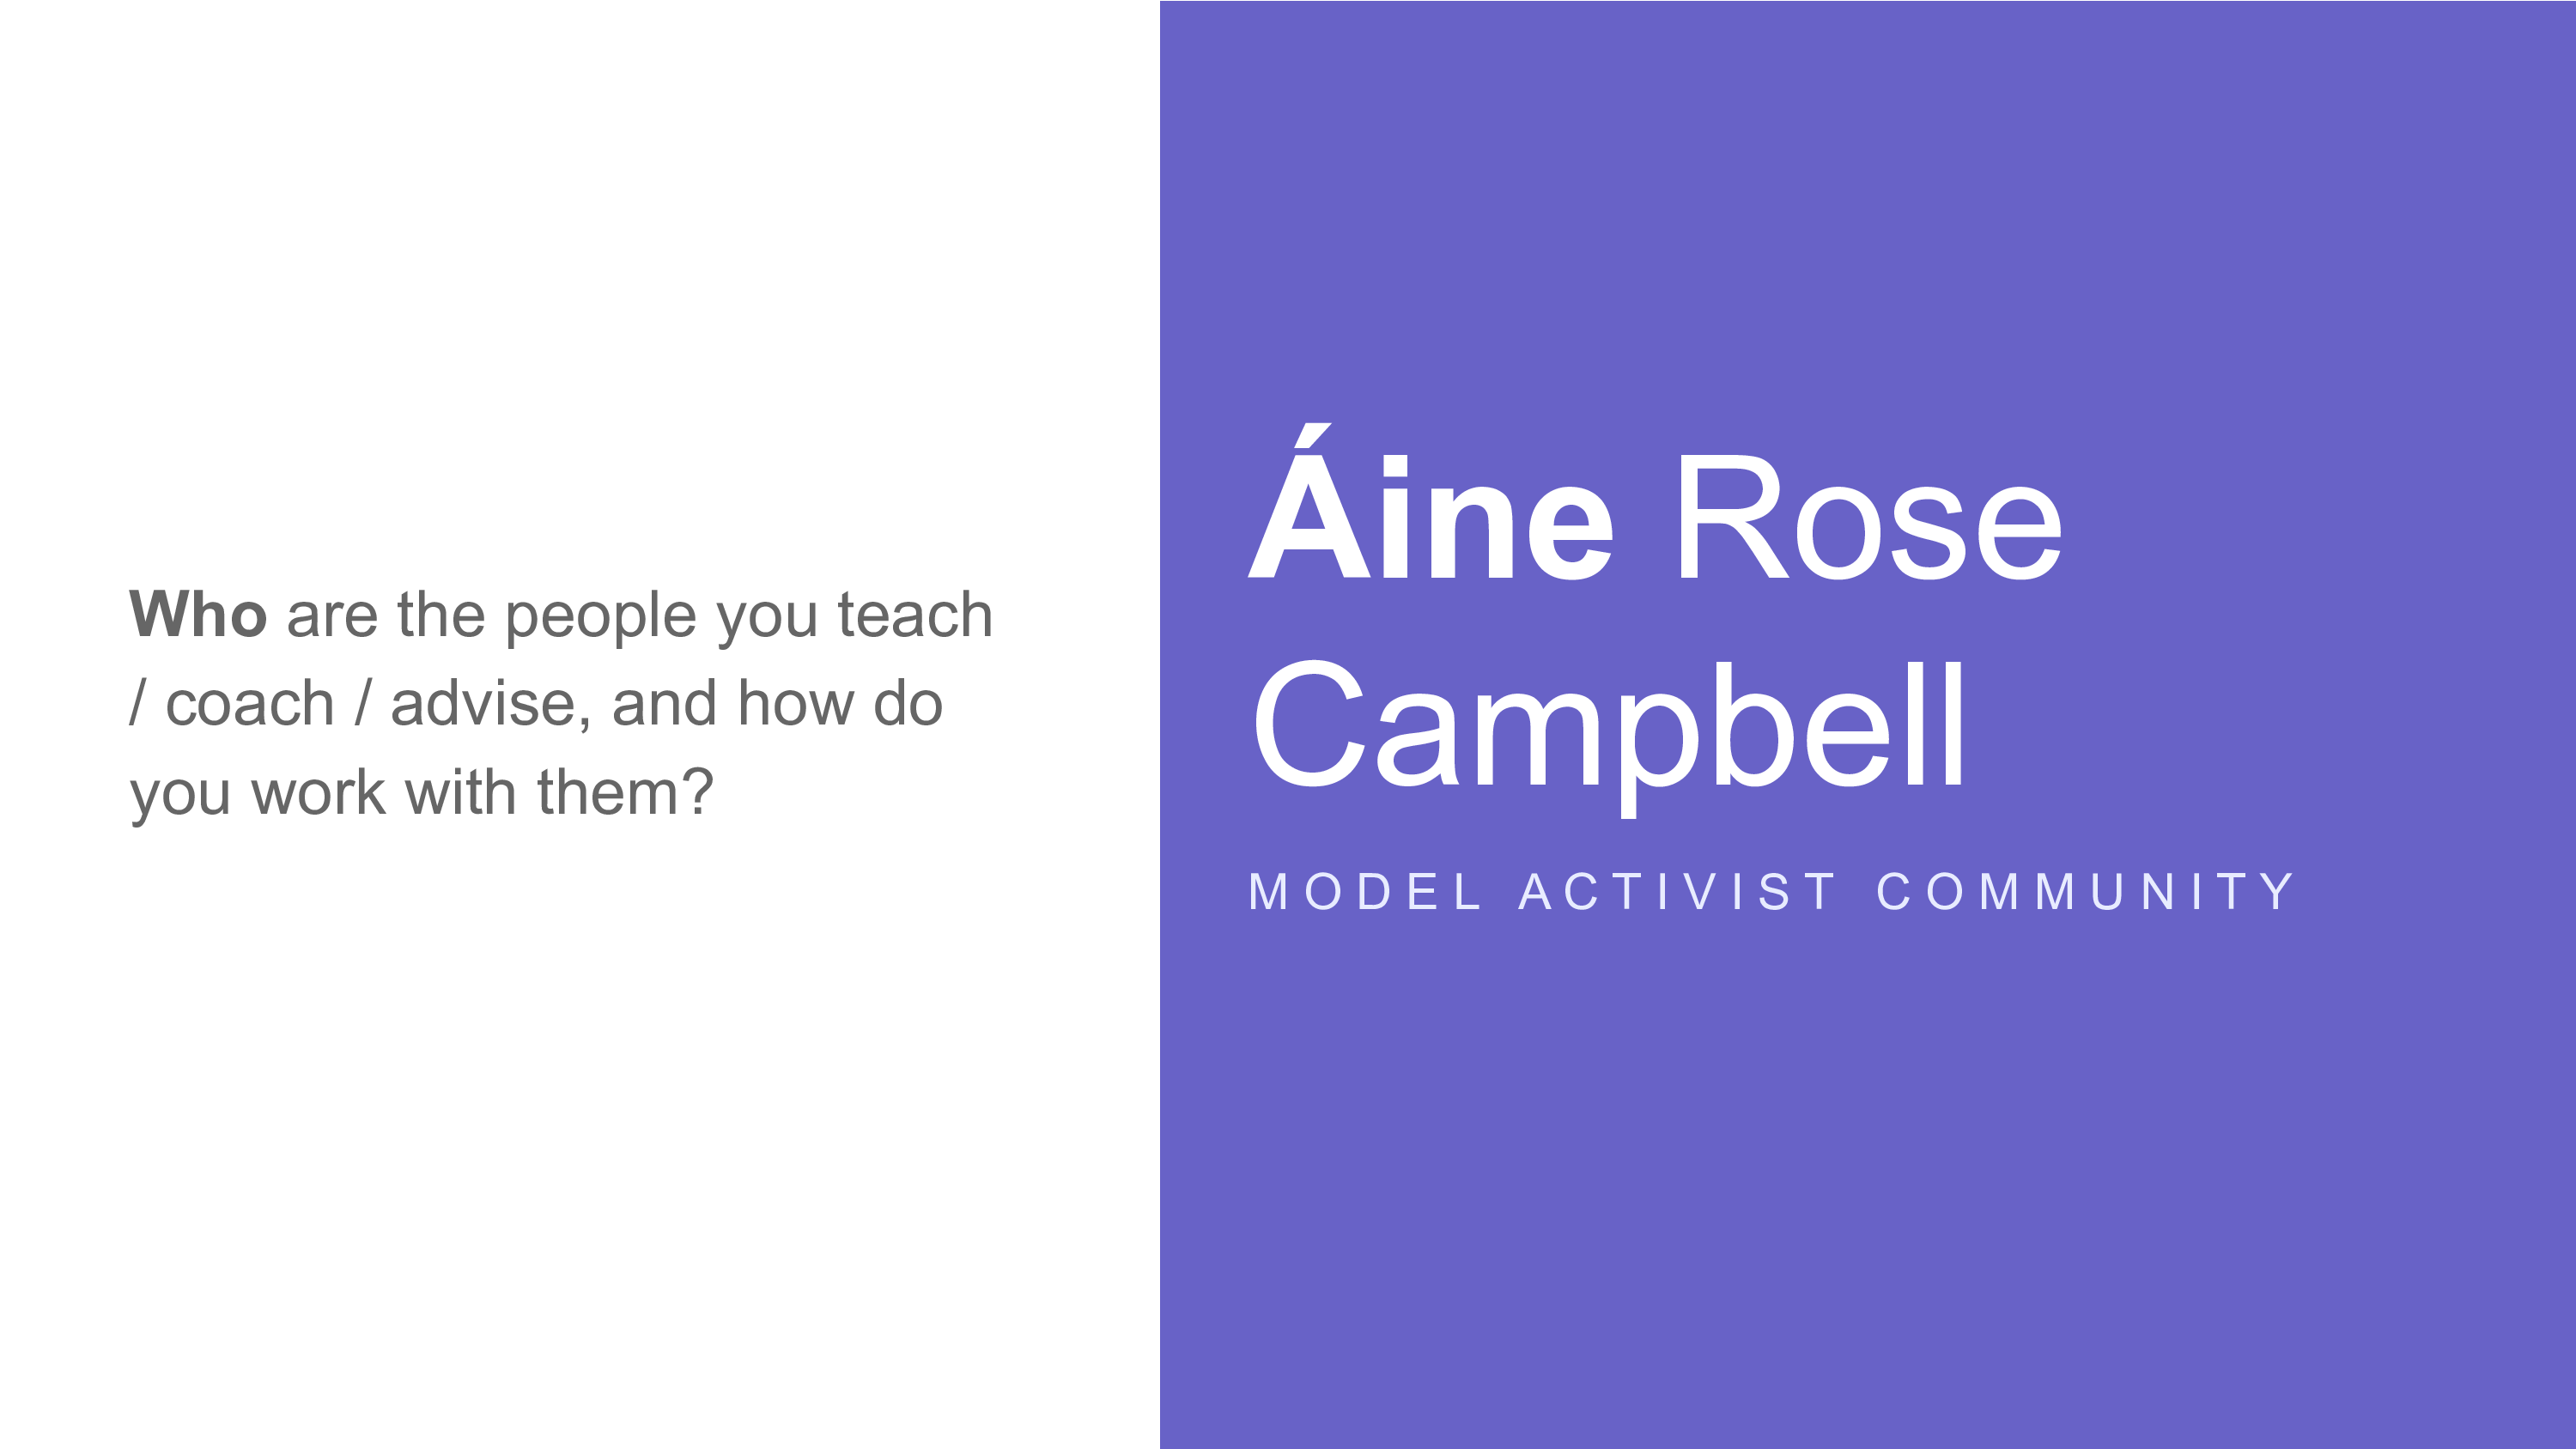 Who are the people you teach
/ coach / advise, and how do
you work with them?
Áine Rose
Campbell
MODEL ACTIVIST COMMUNITY